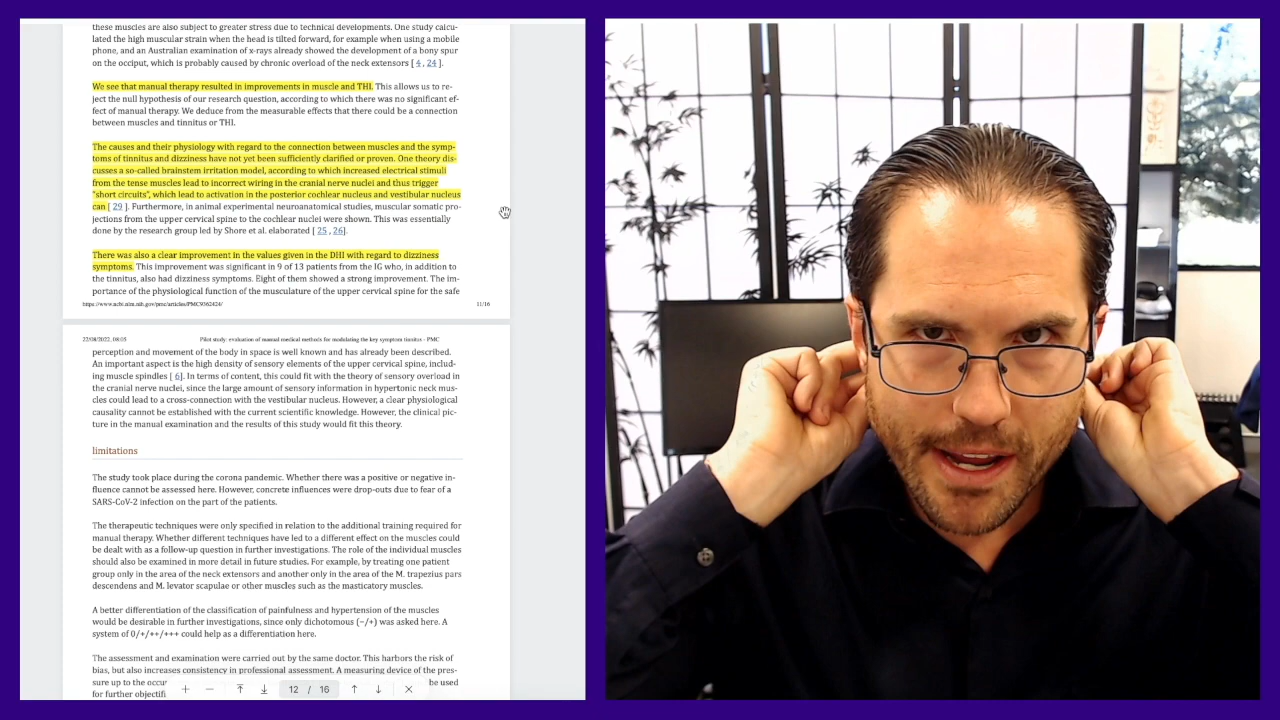 these muscles are also subject to greater stress due to technical developments. One study calcu-
lated the high muscular strain when the head is tilted forward, for example when using a mobile
phone, and an Australian examination of x-rays already showed the development of a bony spur
on the occiput, which is probably caused by chronic overload of the neck extensors [ 4 , 24 ].
We see that manual therapy resulted in improvements in muscle and THI. This allows us to re-
ject the null hypothesis of our research question, according to which there was no significant ef-
fect of manual therapy. We deduce from the measurable effects that there could be a connection
between muscles and tinnitus or THI.
The causes and their physiology with regard to the connection between muscles and the symp-
toms of tinnitus and dizziness have not yet been sufficiently clarified or proven. One theory dis-
cusses a so-called brainstem irritation model, according to which increased electrical stimuli
from the tense muscles lead to incorrect wiring in the cranial nerve nuclei and thus trigger
"short circuits", which lead to activation in the posterior cochlear nucleus and vestibular nucleus
can [ 29 ]. Furthermore, in animal experimental neuroanatomical studies, muscular somatic pro-
jections from the upper cervical spine to the cochlear nuclei were shown. This was essentially
done by the research group led by Shore et al. elaborated [ 25 , 26].
There was also a clear improvement in the values given in the DHI with regard to dizziness
symptoms. This improvement was significant in 9 of 13 patients from the IG who, in addition to
the tinnitus, also had dizziness symptoms. Eight of them showed a strong improvement. The im-
portance of the physiological function of the musculature of the upper cervical spine for the safe
https://www.ncbi.nlm.nih.gov/pmc/articles/PMC9362424/ 11/16
22/08/2022, 08:05 Pilot study: evaluation of manual medical methods for modulating the key symptom tinnitus - PMC
perception and movement of the body in space is well known and has already been described.
An important aspect is the high density of sensory elements of the upper cervical spine, includ-
ing muscle spindles [ 6]. In terms of content, this could fit with the theory of sensory overload in
the cranial nerve nuclei, since the large amount of sensory information in hypertonic neck mus-
cles could lead to a cross-connection with the vestibular nucleus. However, a clear physiological
causality cannot be established with the current scientific knowledge. However, the clinical pic-
ture in the manual examination and the results of this study would fit this theory.
limitations
The study took place during the corona pandemic. Whether there was a positive or negative in-
fluence cannot be assessed here. However, concrete influences were drop-outs due to fear of a
SARS-CoV-2 infection on the part of the patients.
The therapeutic techniques were only specified in relation to the additional training required for
manual therapy. Whether different techniques have led to a different effect on the muscles could
be dealt with as a follow-up question in further investigations. The role of the individual muscles
should also be examined in more detail in future studies. For example, by treating one patient
group only in the area of the neck extensors and another only in the area of the M. trapezius pars
descendens and M. levator scapulae or other muscles such as the masticatory muscles.
A better differentiation of the classification of painfulness and hypertension of the muscles
would be desirable in further investigations, since only dichotomous (−/+) was asked here. A
system of 0/+/++/+++ could help as a differentiation here.
The assessment and examination were carried out by the same doctor. This harbors the risk of
bias, but also increases consistency in professional assessment. A measuring device of the pres-
sure up to the occur be used
for further objectifi
12 / 16